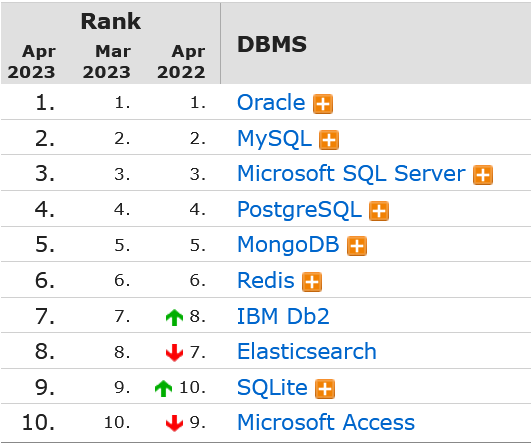 Rank
Apr 2023 Mar 2023 Apr 2022 DBMS
1. 1. 1. Oracle
2. 2. 2. MySQL
3. 3. 3. Microsoft SQL Server
4. 4. 4. PostgreSQL
5. 5. 5. MongoDB
6. 6. 6. Redis
7. 7. 8. IBM Db2
8. 8. 7. Elasticsearch
9. 9. 10. SQLite
10. 10. 9. Microsoft Access